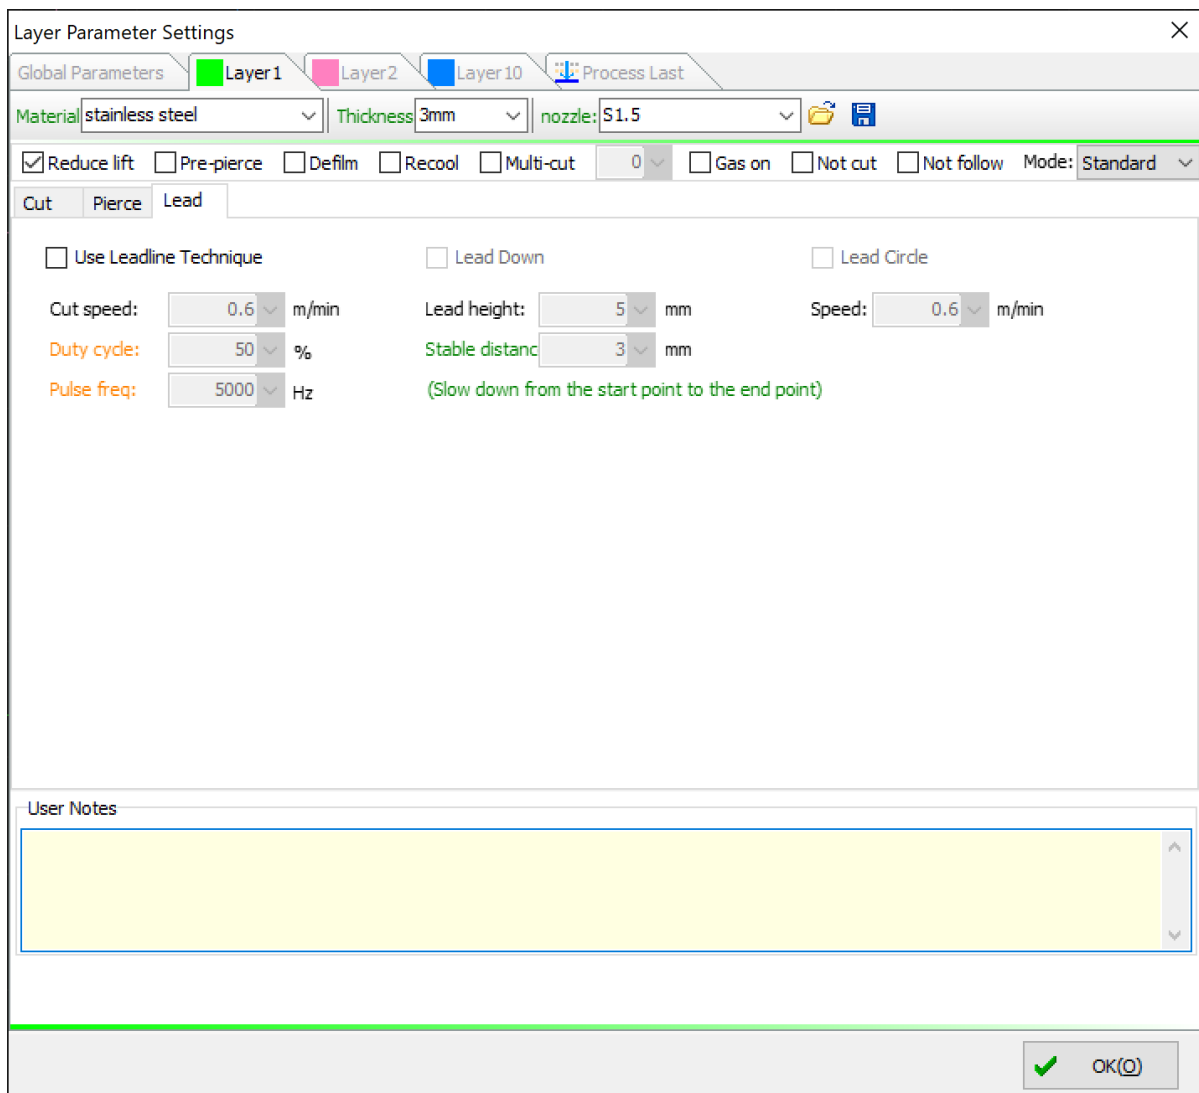 Layer Parameter Settings
Global Parameters Layer1 Layer2 Layer10 Process Last
Material stainless steel Thickness 3mm nozzle: S1.5
Reduce lift Pre-pierce Defilm Recool Multi-cut 0 Gas on Not cut Not follow Mode: Standard
Cut Pierce Lead
Use Leadline Technique Lead Down Lead Circle
Cut speed: 0.6 m/min Lead height: 5 mm Speed: 0.6 m/min
Duty cycle: 50 % Stable distanc 3 mm
Pulse freq: 5000 Hz (Slow down from the start point to the end point)
User Notes
OK(O)